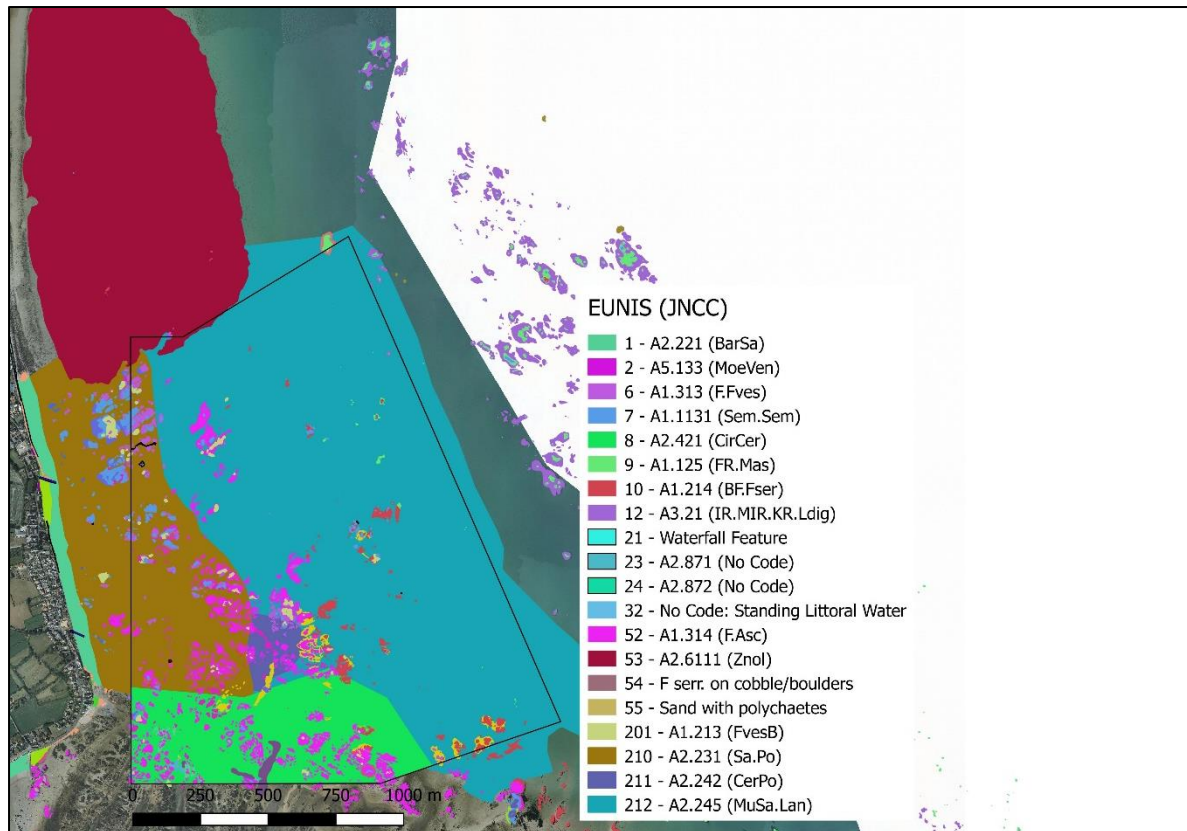 EUNIS (JNCC)
1 - A2.221 (BarSa)
2 - A5.133 (MoeVen)
6 - A1.313 (F.Fves)
7 - A1.1131 (Sem.Sem)
8 - A2.421 (CirCer)
9 - A1.125 (FR.Mas)
10 - A1.214 (BF.Fser)
12 - A3.21 (IR.MIR.KR.Ldig)
21 - Waterfall Feature
23 - A2.871 (No Code)
24 - A2.872 (No Code)
32 - No Code: Standing Littoral Water
52 - A1.314 (F.Asc)
53 - A2.6111 (Znol)
54 - F serr. on cobble/boulders
55 - Sand with polychaetes
201 - A1.213 (FvesB)
210 - A2.231 (Sa.Po)
211 - A2.242 (CerPo)
212 - A2.245 (MuSa.Lan)
0 250 500 750 1000 m